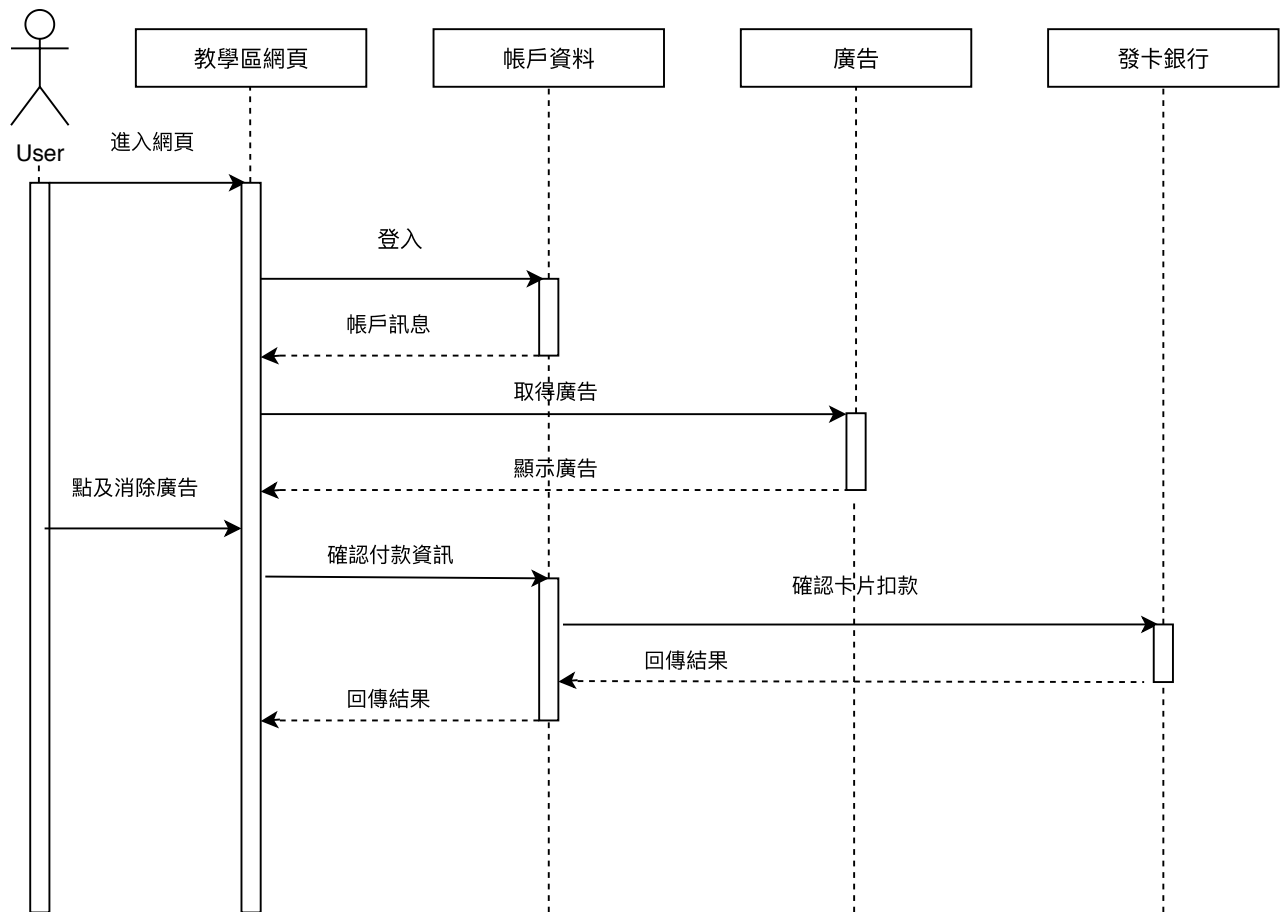 教學區網頁
帳戶資料
廣告
發卡銀行
User
進入網頁
登入
帳戶訊息
取得廣告
顯示廣告
點及消除廣告
確認付款資訊
確認卡片扣款
回傳結果
回傳結果